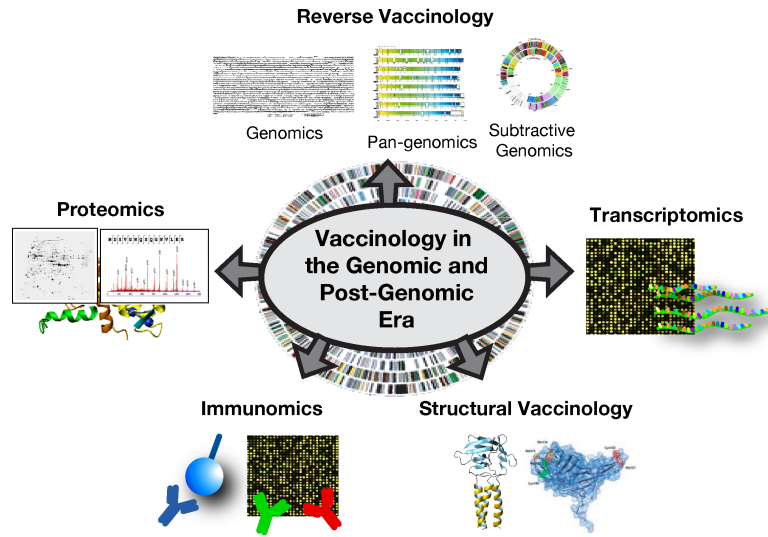 Reverse Vaccinology
Genomics
Pan-genomics
Subtractive
Genomics
Proteomics
Transcriptomics
Vaccinology in
the Genomic and
Post-Genomic
Era
Immunomics
Structural Vaccinology